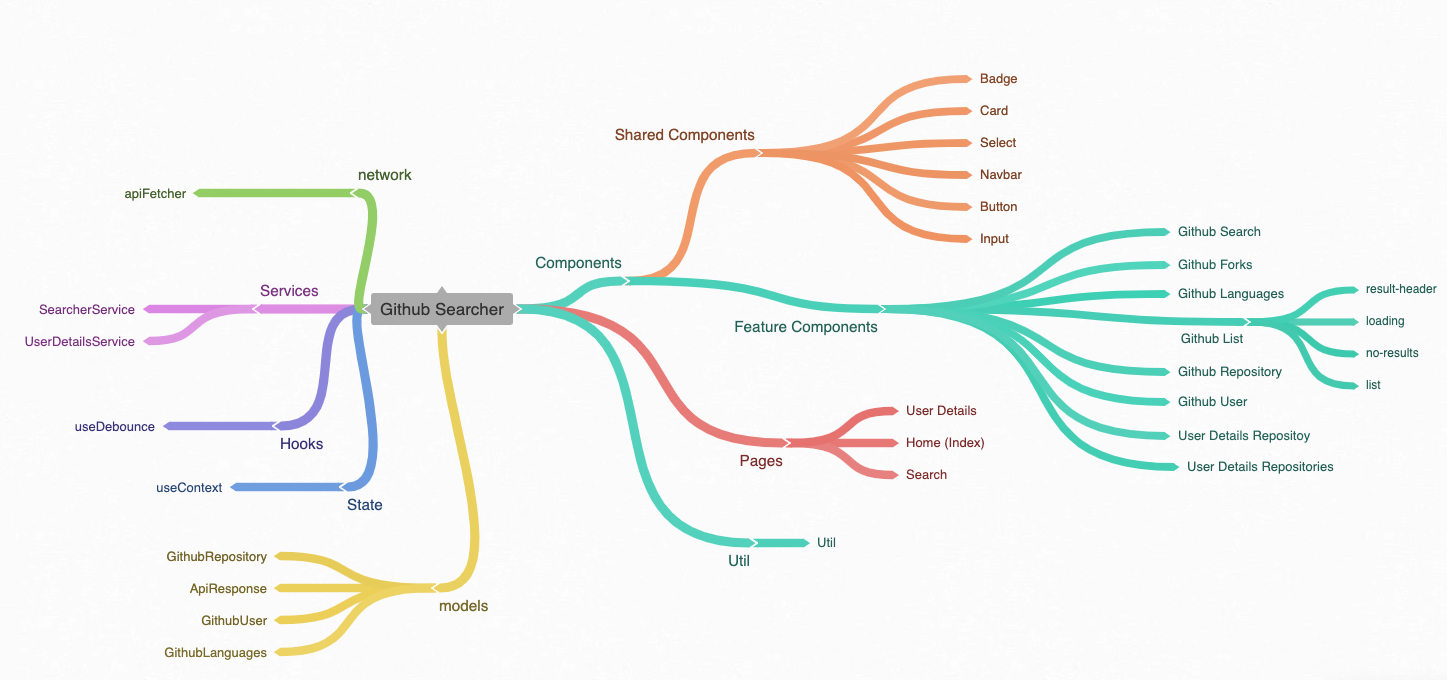 Github Searcher
network
apiFetcher
Services
SearcherService
UserDetailsService
Hooks
useDebounce
State
useContext
models
GithubRepository
ApiResponse
GithubUser
GithubLanguages
Components
Shared Components
Badge
Card
Select
Navbar
Button
Input
Feature Components
Github Search
Github Forks
Github Languages
Github List
result-header
loading
no-results
list
Github Repository
Github User
User Details Repositoy
User Details Repositories
Pages
User Details
Home (Index)
Search
Util
Util